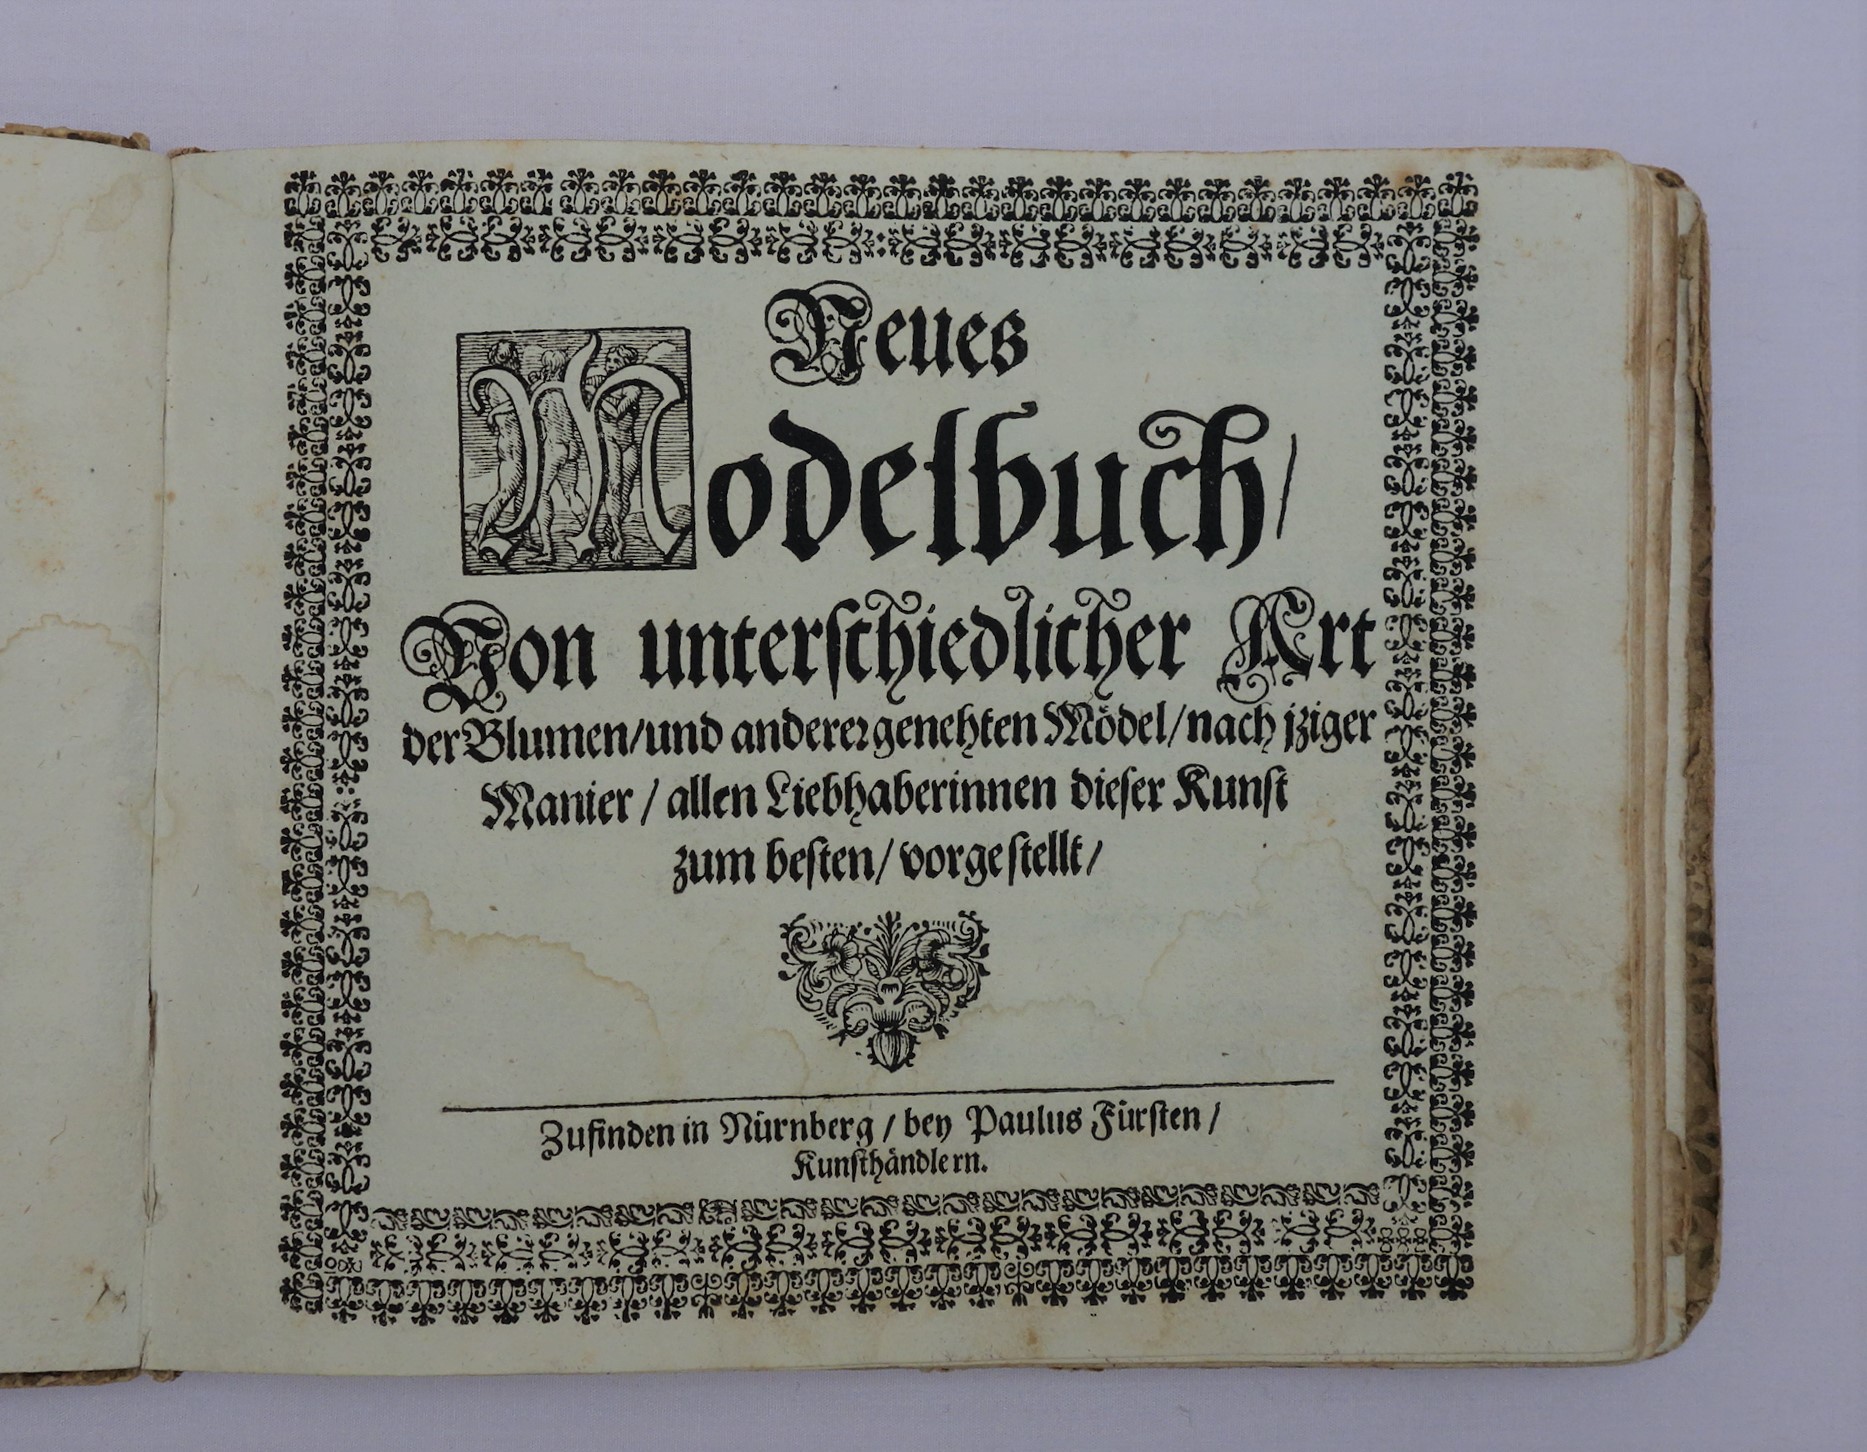 Neues
Modelbuch/
Von unterſchiedlicher Art
der Blumen/und anderer genehten Mödel/nach jziger
Manier / allen Liebhaberinnen dieſer Kunſt
zum beſten/ vorgeſtellt/
Zufinden in Nürnberg / bey Paulus Fürſten /
Kunſthändlern.